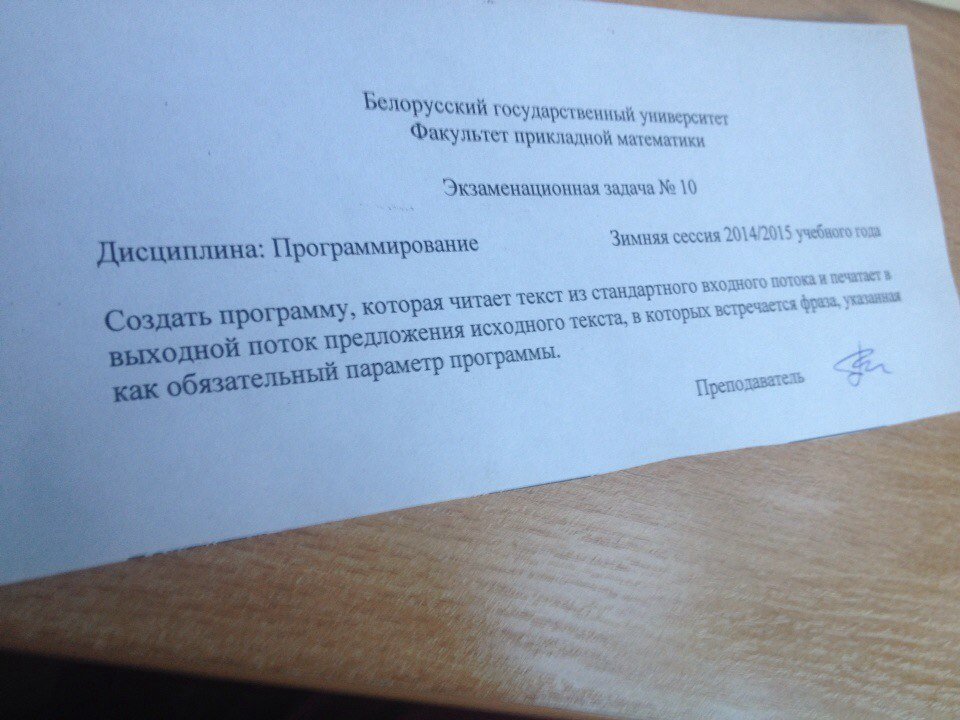 Белорусский государственный университет
Факультет прикладной математики
Экзаменационная задача № 10
Дисциплина: Программирование
Зимняя сессия 2014/2015 учебного года
Создать программу, которая читает текст из стандартного входного потока и печатает в
выходной поток предложения исходного текста, в которых встречается фраза, указанная
как обязательный параметр программы.
Преподаватель